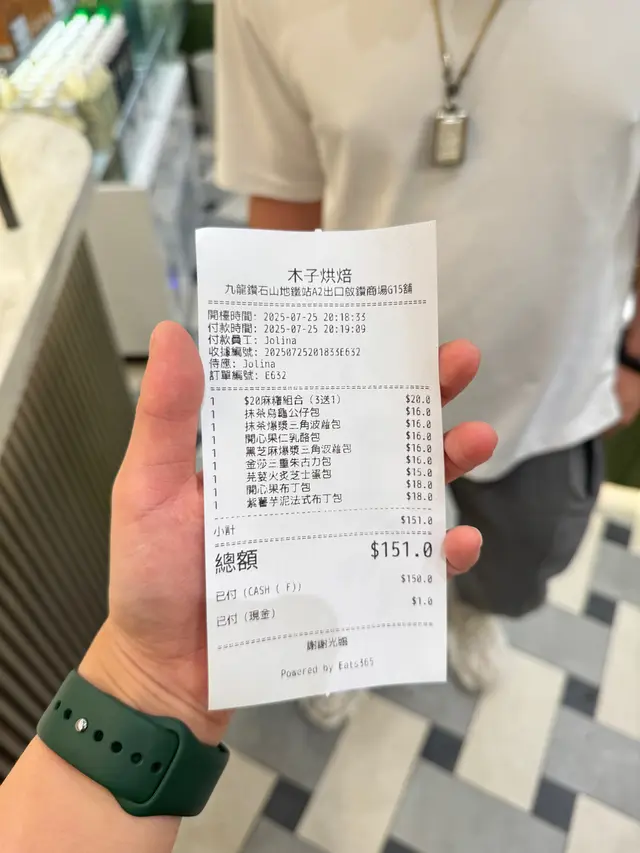 木子烘焙
九龍鑽石山地鐵站A2出口啟鑽商場G15舖
開檯時間: 2025-07-25 20:18:33
付款時間: 2025-07-25 20:19:09
付款員工: Jolina
收據編號: 20250725201833E632
侍應: Jolina
訂單編號: E632
1 $20麻糬組合 (3送1) $20.0
1 抹茶烏龜公仔包 $16.0
1 抹茶爆漿三角波蘿包 $16.0
1 開心果仁乳酪包 $16.0
1 黑芝麻爆漿三角波蘿包 $16.0
1 金莎三重朱古力包 $16.0
1 芫荽火炙芝士蛋包 $15.0
1 開心果布丁包 $18.0
1 紫薯芋泥法式布丁包 $18.0
小計 $151.0
總額 $151.0
已付 (CASH ( F)) $150.0
已付 (現金) $1.0
謝謝光臨
Powered by Eats365